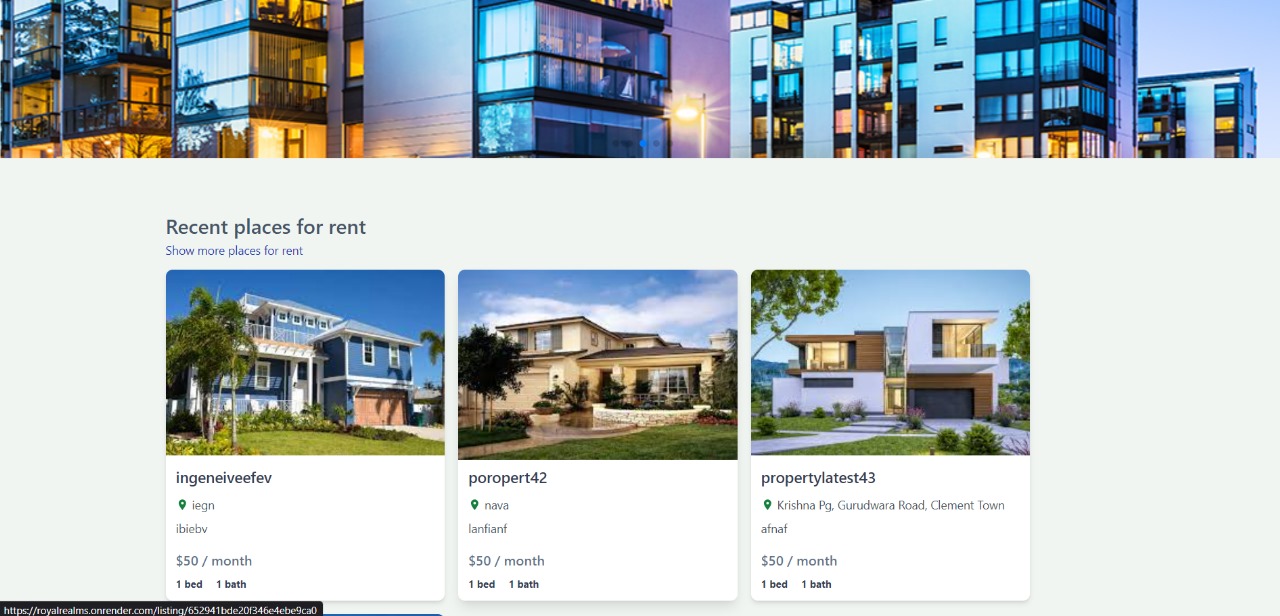 Recent places for rent
Show more places for rent
ingeneiveefev
iegn
ibiebv
$50 / month
1 bed 1 bath
poropert42
nava
lanfianf
$50 / month
1 bed 1 bath
propertylatest43
Krishna Pg, Gurudwara Road, Clement Town
afnaf
$50 / month
1 bed 1 bath
https://royalrealms.onrender.com/listing/652941bde20f346e4ebe9ca0